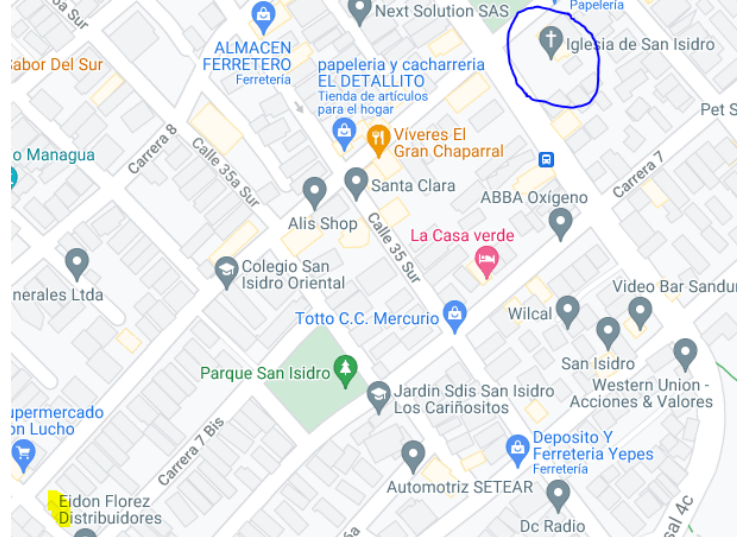 Next Solution SAS
Papelería
Iglesia de San Isidro
ALMACEN
FERRETERO
Ferretería
Sabor Del Sur
papeleria y cacharreria
EL DETALLITO
Tienda de artículos
para el hogar
Víveres El
Gran Chaparral
Pet S
Carrera 8
Calle 35a Sur
o Managua
Santa Clara
Carrera 7
ABBA Oxígeno
Alis Shop
Calle 35 Sur
La Casa verde
Colegio San
Isidro Oriental
nerales Ltda
Video Bar Sandu
Totto C.C. Mercurio
Wilcal
San Isidro
Parque San Isidro
Western Union -
Acciones & Valores
Jardin Sdis San Isidro
Los Cariñositos
upermercado
on Lucho
Carrera 7 Bis
Deposito Y
Ferreteria Yepes
Ferretería
Automotriz SETEAR
Eidon Florez
Distribuidores
Dc Radio
sal 4c